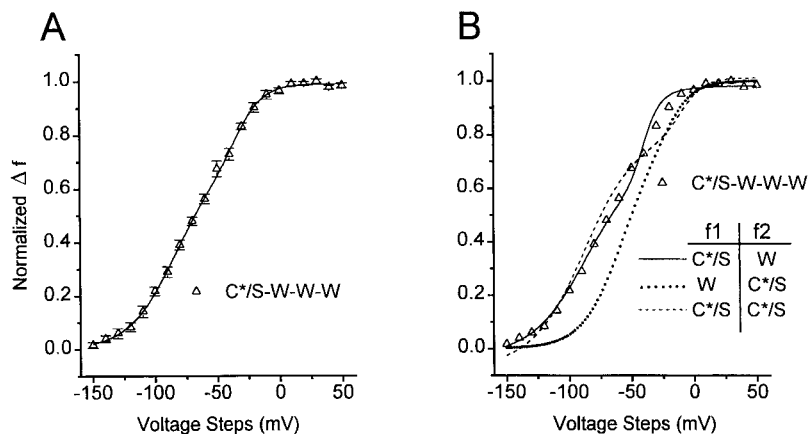 A
Normalized Δ f
1.0
0.8
0.6
0.4
0.2
0.0
-150 -100 -50 0 50
Voltage Steps (mV)
C*/S-W-W-W
B
1.0
0.8
0.6
0.4
0.2
0.0
-150 -100 -50 0 50
Voltage Steps (mV)
C*/S-W-W-W
f1 f2
C*/S W
W C*/S
C*/S C*/S